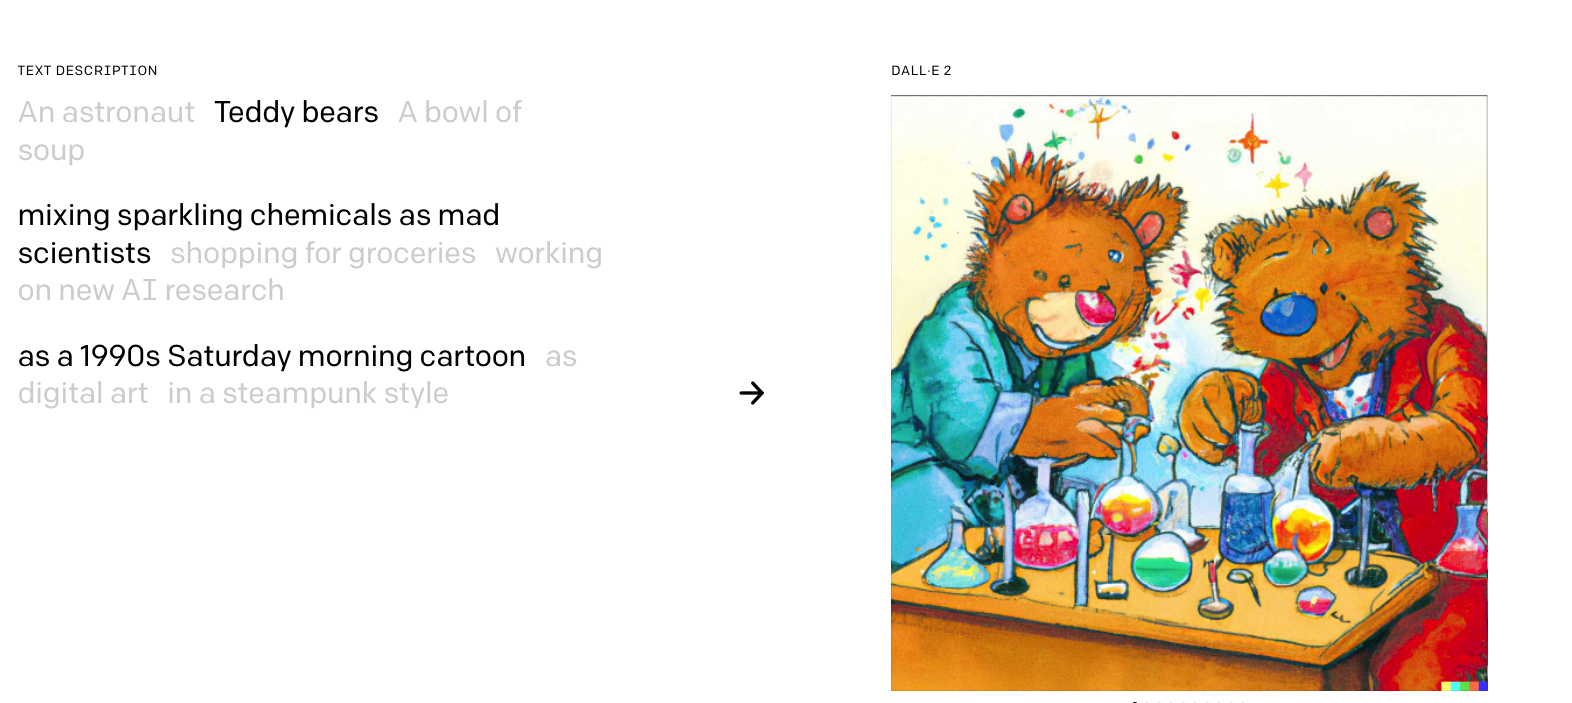 TEXT DESCRIPTION
An astronaut Teddy bears A bowl of
soup
mixing sparkling chemicals as mad
scientists shopping for groceries working
on new AI research
as a 1990s Saturday morning cartoon as
digital art in a steampunk style
DALL·E 2